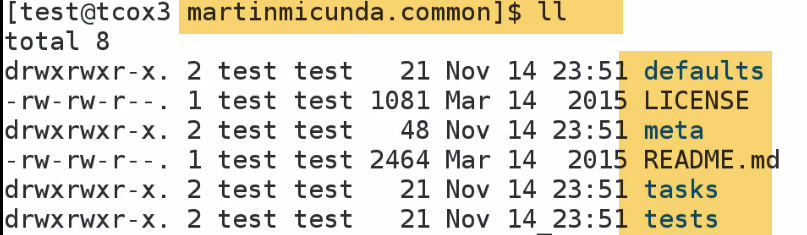 [test@tcox3 martinmicunda.common]$ ll
total 8
drwxrwxr-x. 2 test test   21 Nov 14 23:51 defaults
-rw-rw-r--. 1 test test 1081 Mar 14  2015 LICENSE
drwxrwxr-x. 2 test test   48 Nov 14 23:51 meta
-rw-rw-r--. 1 test test 2464 Mar 14  2015 README.md
drwxrwxr-x. 2 test test   21 Nov 14 23:51 tasks
drwxrwxr-x. 2 test test   21 Nov 14 23:51 tests